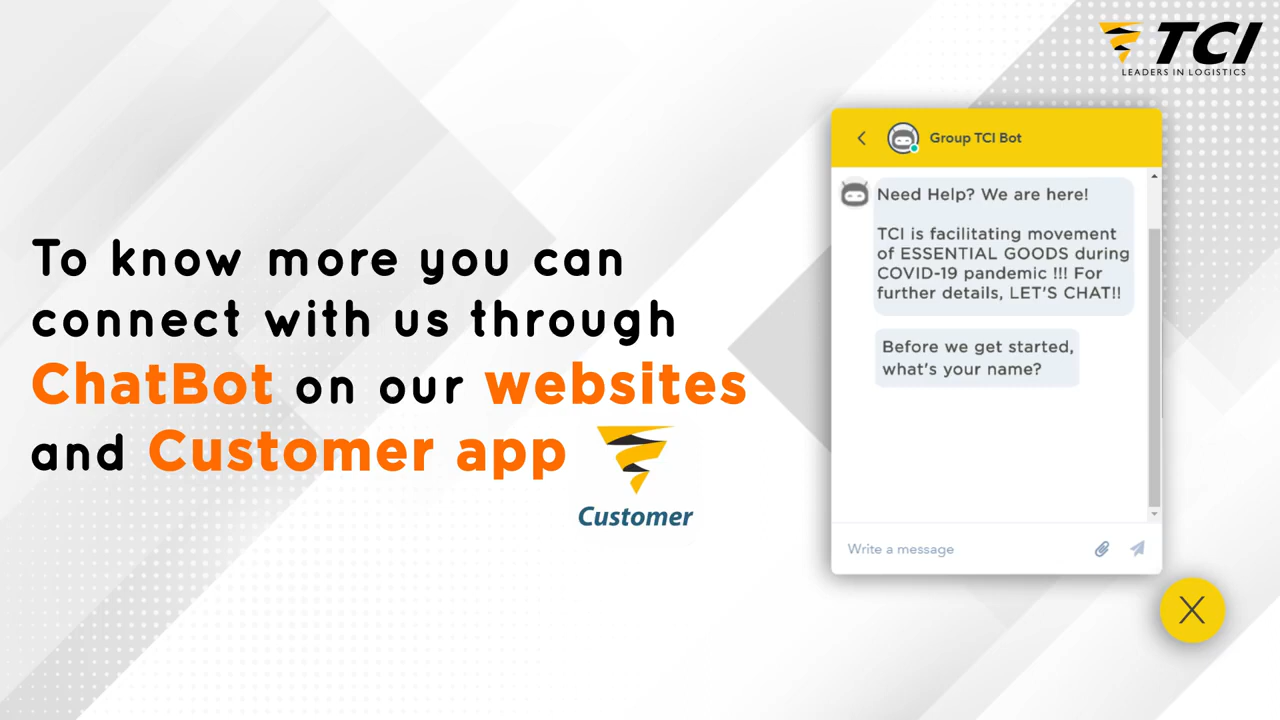 TCI
LEADERS IN LOGISTICS
To know more you can
connect with us through
ChatBot on our websites
and Customer app
Customer
Group TCI Bot
Need Help? We are here!
TCI is facilitating movement
of ESSENTIAL GOODS during
COVID-19 pandemic !!! For
further details, LET'S CHAT!!
Before we get started,
what's your name?
Write a message